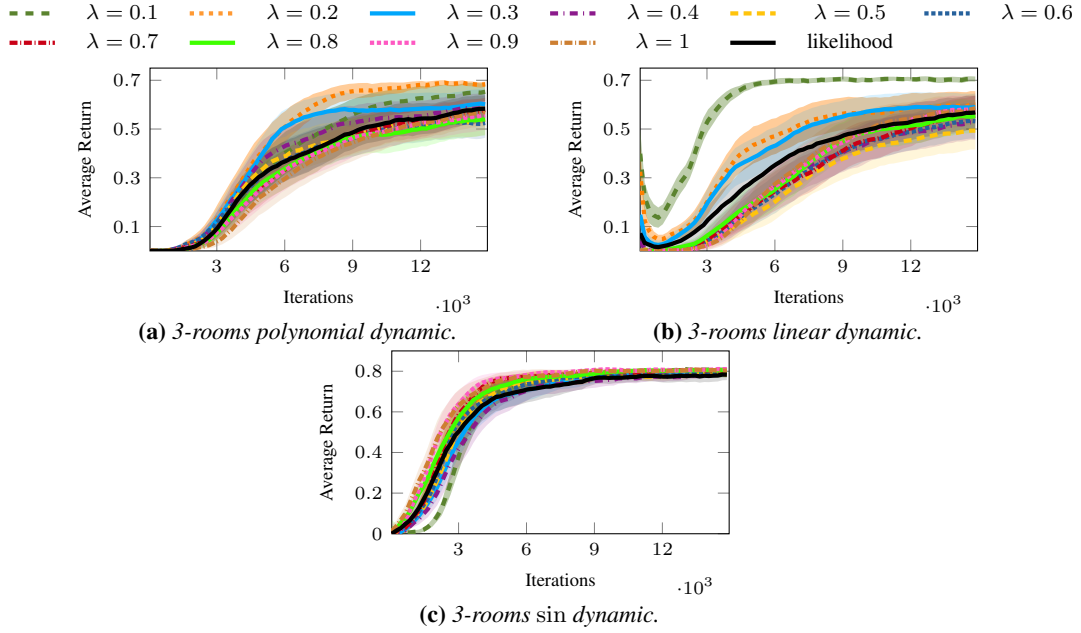 λ = 0.1 λ = 0.2 λ = 0.3 λ = 0.4 λ = 0.5 λ = 0.6
λ = 0.7 λ = 0.8 λ = 0.9 λ = 1 likelihood
0.7
0.5
0.3
0.1
Average Return
3 6 9 12
Iterations
·10³
(a) 3-rooms polynomial dynamic.
0.7
0.5
0.3
0.1
Average Return
3 6 9 12
Iterations
·10³
(b) 3-rooms linear dynamic.
0.8
0.6
0.4
0.2
0
Average Return
3 6 9 12
Iterations
·10³
(c) 3-rooms sin dynamic.